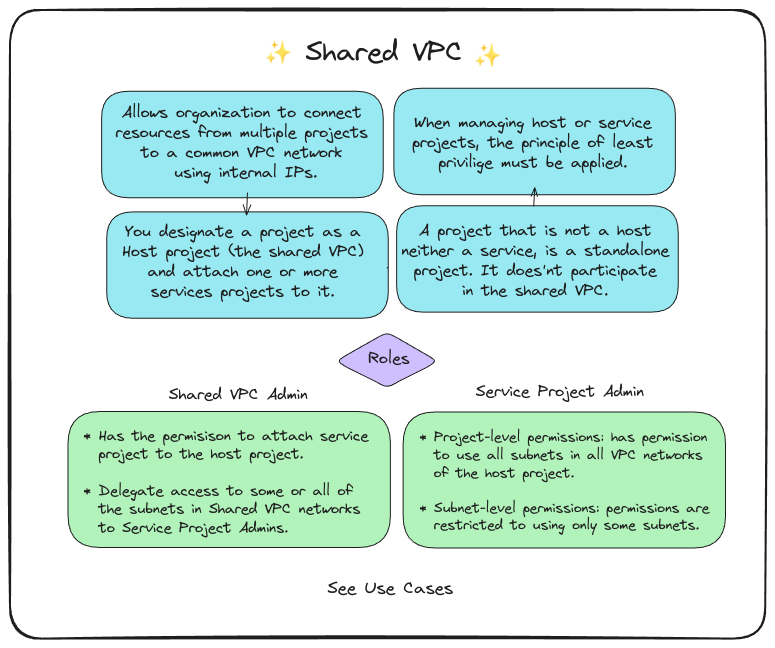 ✨ Shared VPC ✨
Allows organization to connect
resources from multiple projects
to a common VPC network
using internal IPs.
You designate a project as a
Host project (the shared VPC)
and attach one or more
services projects to it.
A project that is not a host
neither a service, is a standalone
project. It does'nt participate
in the shared VPC.
When managing host or service
projects, the principle of least
privilige must be applied.
Roles
Shared VPC Admin
* Has the permisison to attach service
project to the host project.
* Delegate access to some or all of
the subnets in Shared VPC networks
to Service Project Admins.
Service Project Admin
* Project-level permissions: has permission
to use all subnets in all VPC networks
of the host project.
* Subnet-level permissions: permissions are
restricted to using only some subnets.
See Use Cases